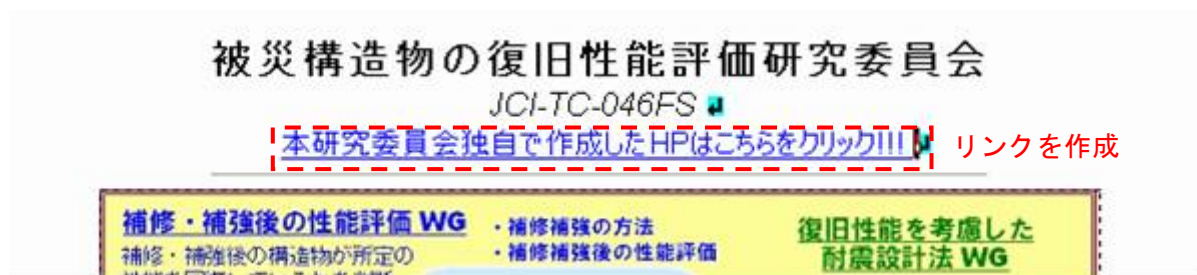 被災構造物の復旧性能評価研究委員会
JCI-TC-046FS
本研究委員会独自で作成したHPはこちらをクリック!!!
リンクを作成
補修・補強後の性能評価 WG
補修・補強後の構造物が所定の
・補修補強の方法
・補修補強後の性能評価
復旧性能を考慮した
耐震設計法 WG